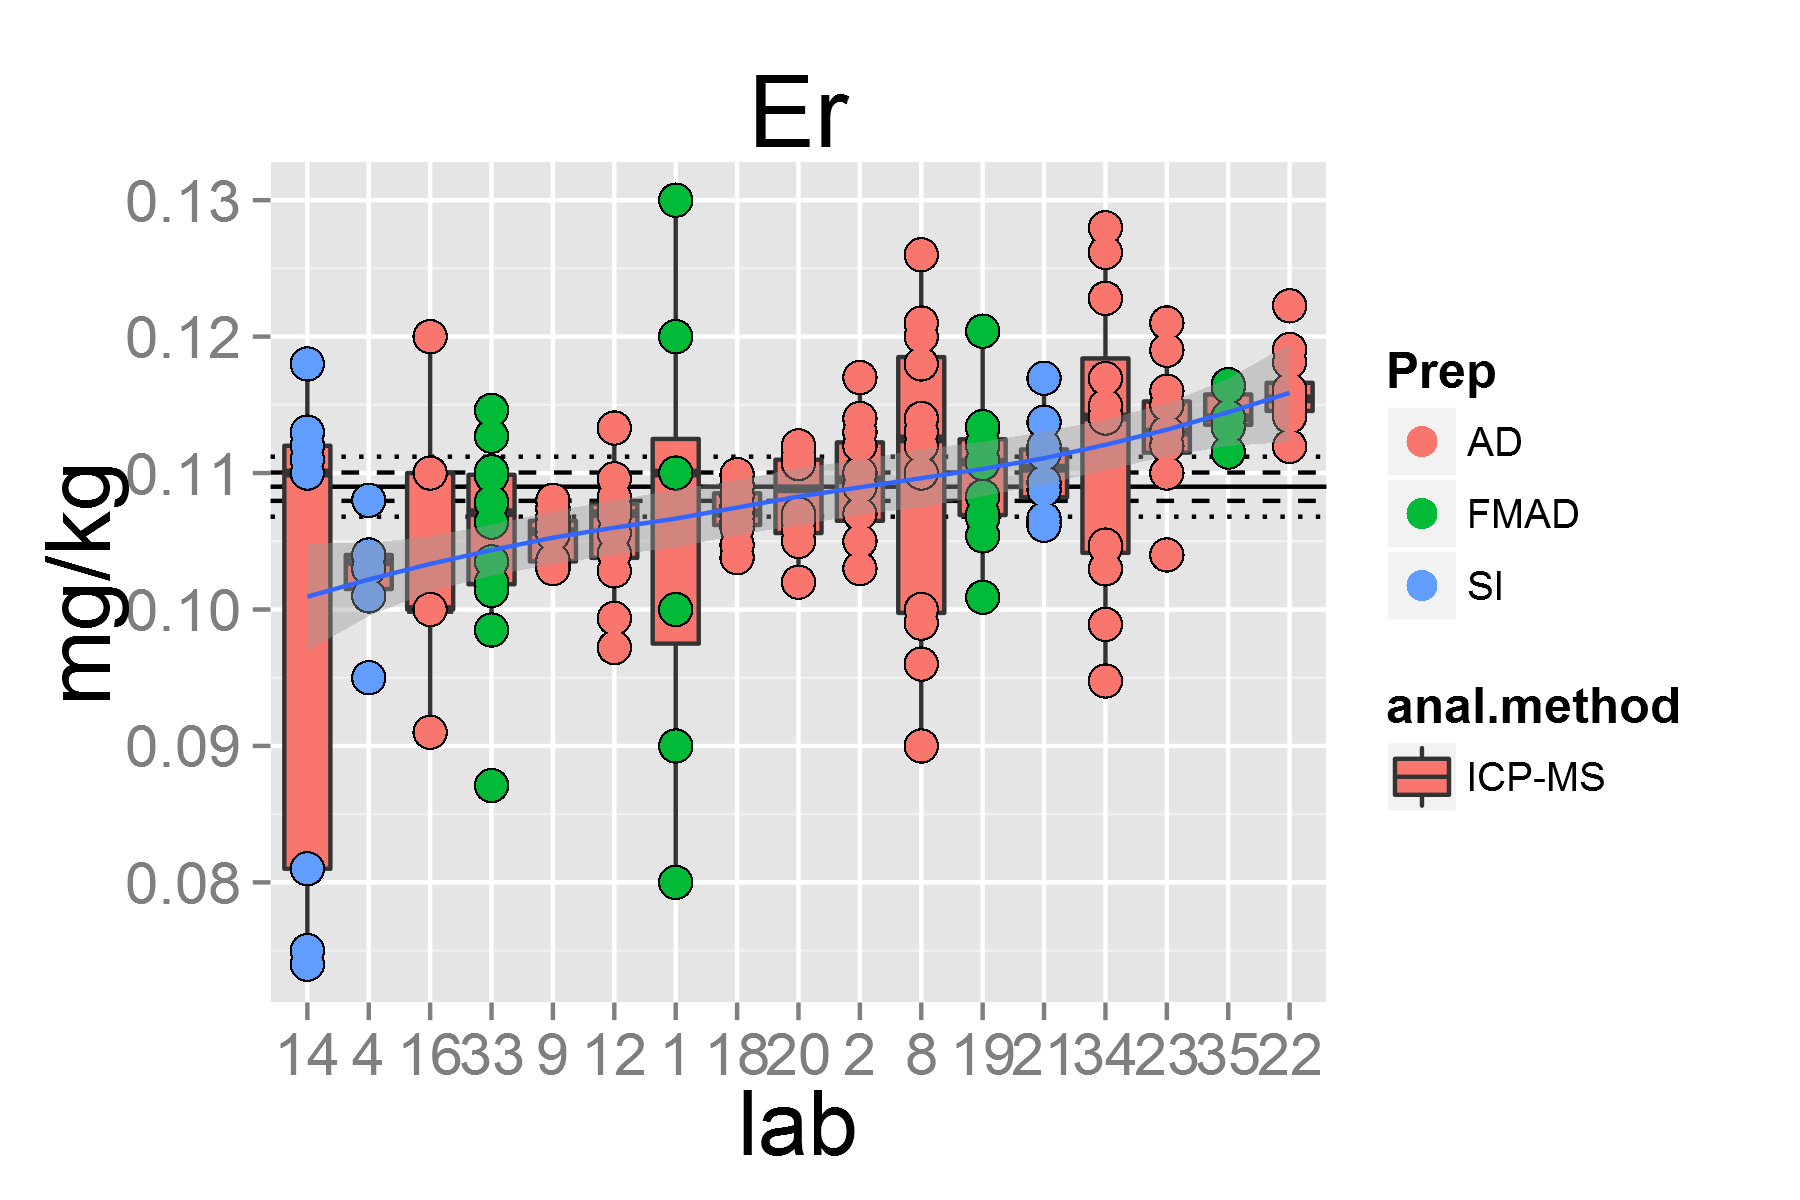 Er
mg/kg
0.13
0.12
0.11
0.10
0.09
0.08
14 4 16 33 9 12 1 18 20 2 8 19 21 34 23 35 22
lab
Prep
AD
FMAD
SI
anal.method
ICP-MS